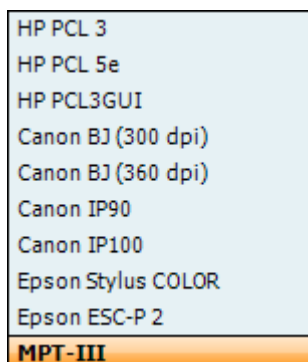 HP PCL 3
HP PCL 5e
HP PCL3GUI
Canon BJ (300 dpi)
Canon BJ (360 dpi)
Canon IP90
Canon IP100
Epson Stylus COLOR
Epson ESC-P 2
MPT-III